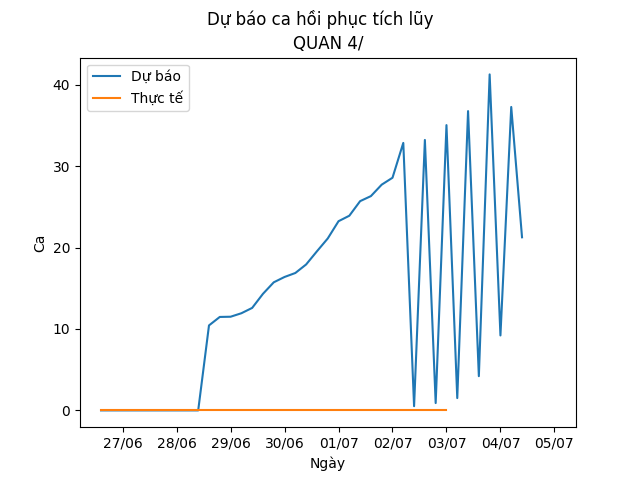 Dự báo ca hồi phục tích lũy
QUAN 4/
Dự báo
Thực tế
Ca
40
30
20
10
0
27/06 28/06 29/06 30/06 01/07 02/07 03/07 04/07 05/07
Ngày